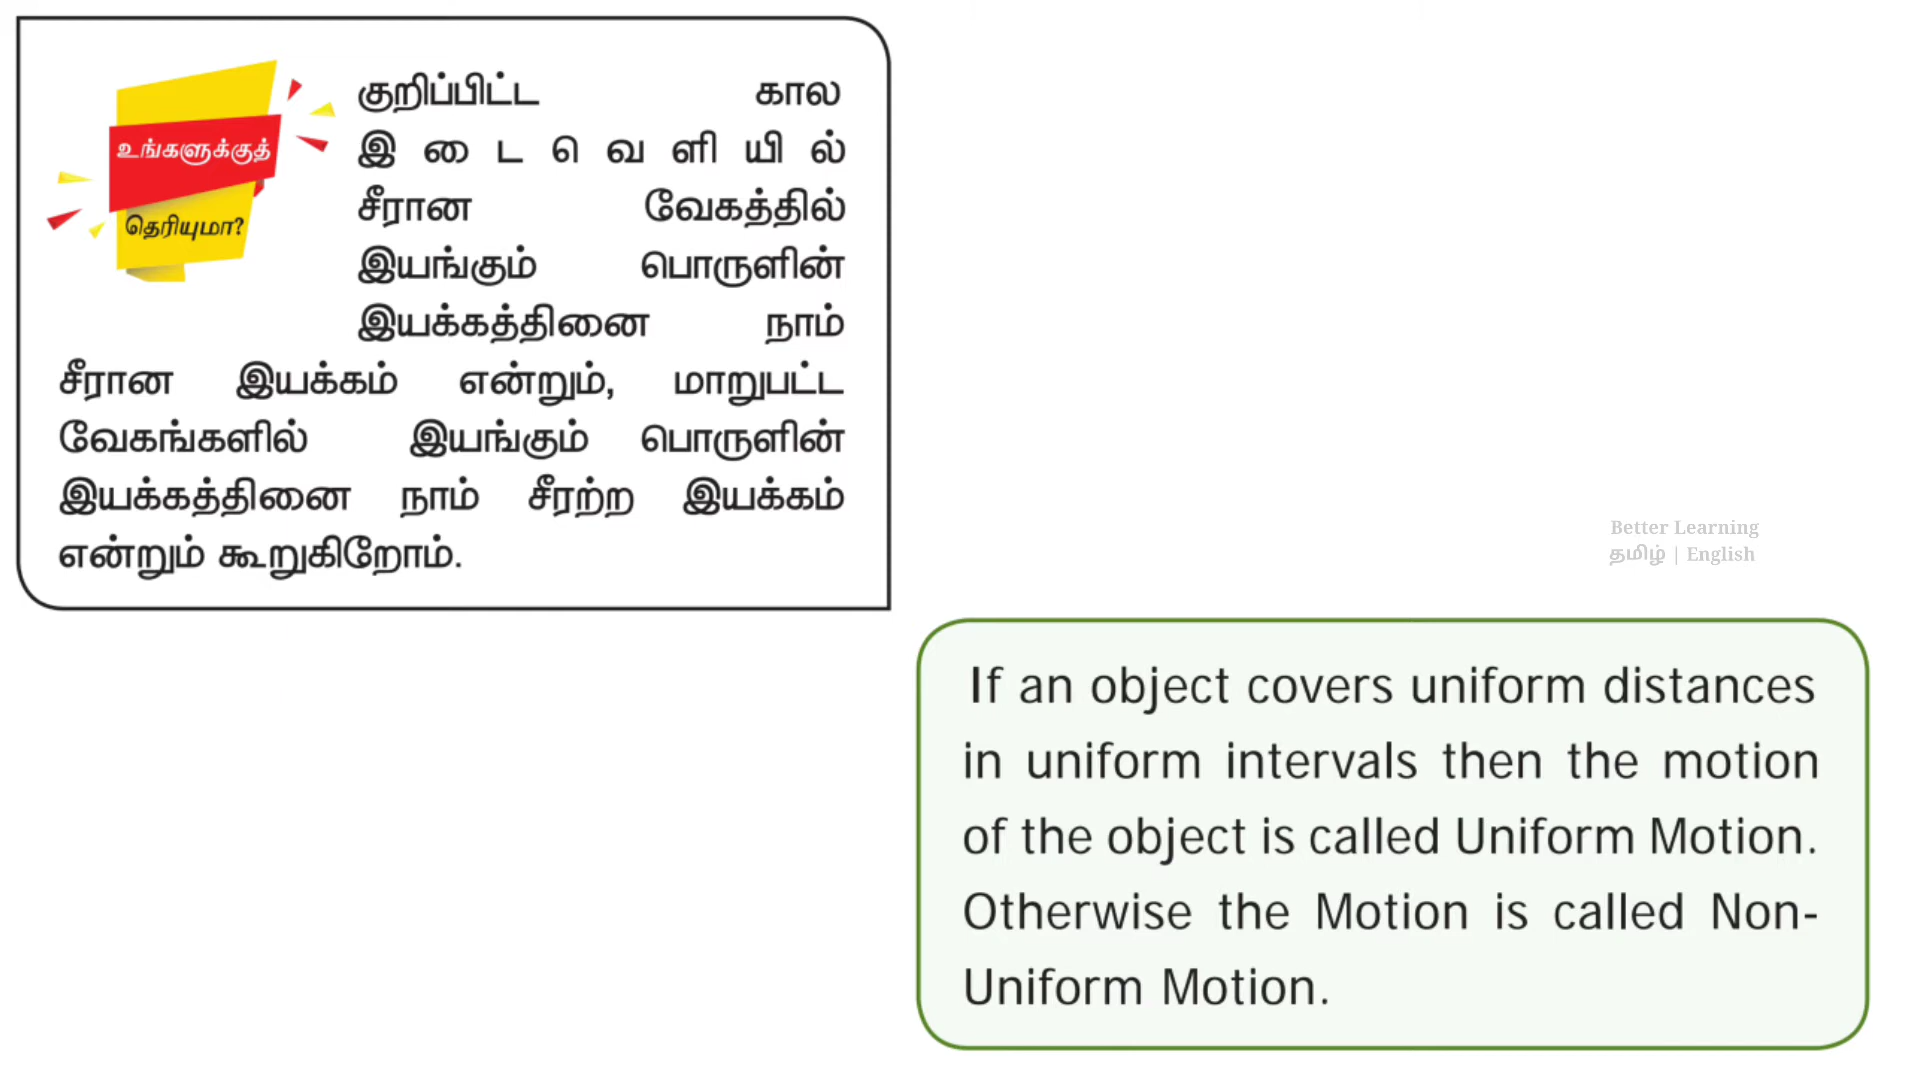 உங்களுக்குத்
தெரியுமா?
குறிப்பிட்ட கால
இ டை வெ ளி யி ல்
சீரான வேகத்தில்
இயங்கும் பொருளின்
இயக்கத்தினை நாம்
சீரான இயக்கம் என்றும், மாறுபட்ட
வேகங்களில் இயங்கும் பொருளின்
இயக்கத்தினை நாம் சீரற்ற இயக்கம்
என்றும் கூறுகிறோம்.
Better Learning
தமிழ் | English
If an object covers uniform distances
in uniform intervals then the motion
of the object is called Uniform Motion.
Otherwise the Motion is called Non-
Uniform Motion.